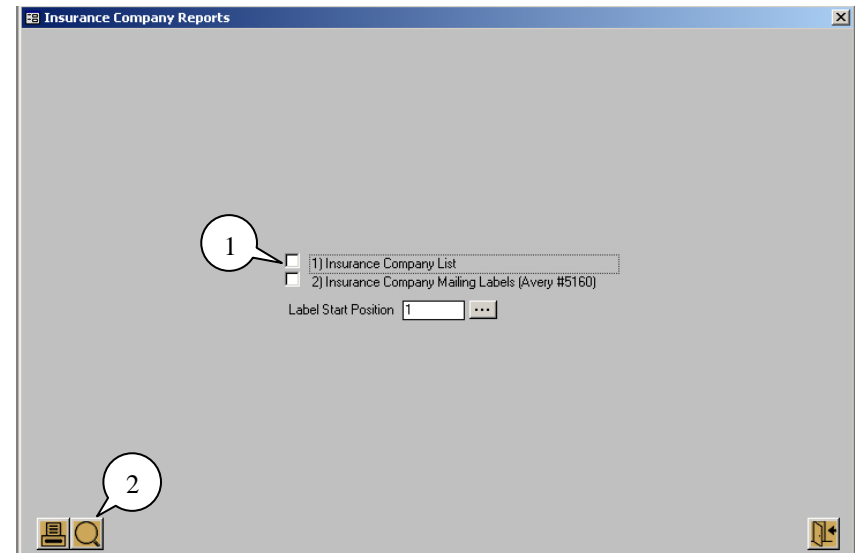 Insurance Company Reports
1
1) Insurance Company List
2) Insurance Company Mailing Labels (Avery #5160)
Label Start Position 1 ...
2